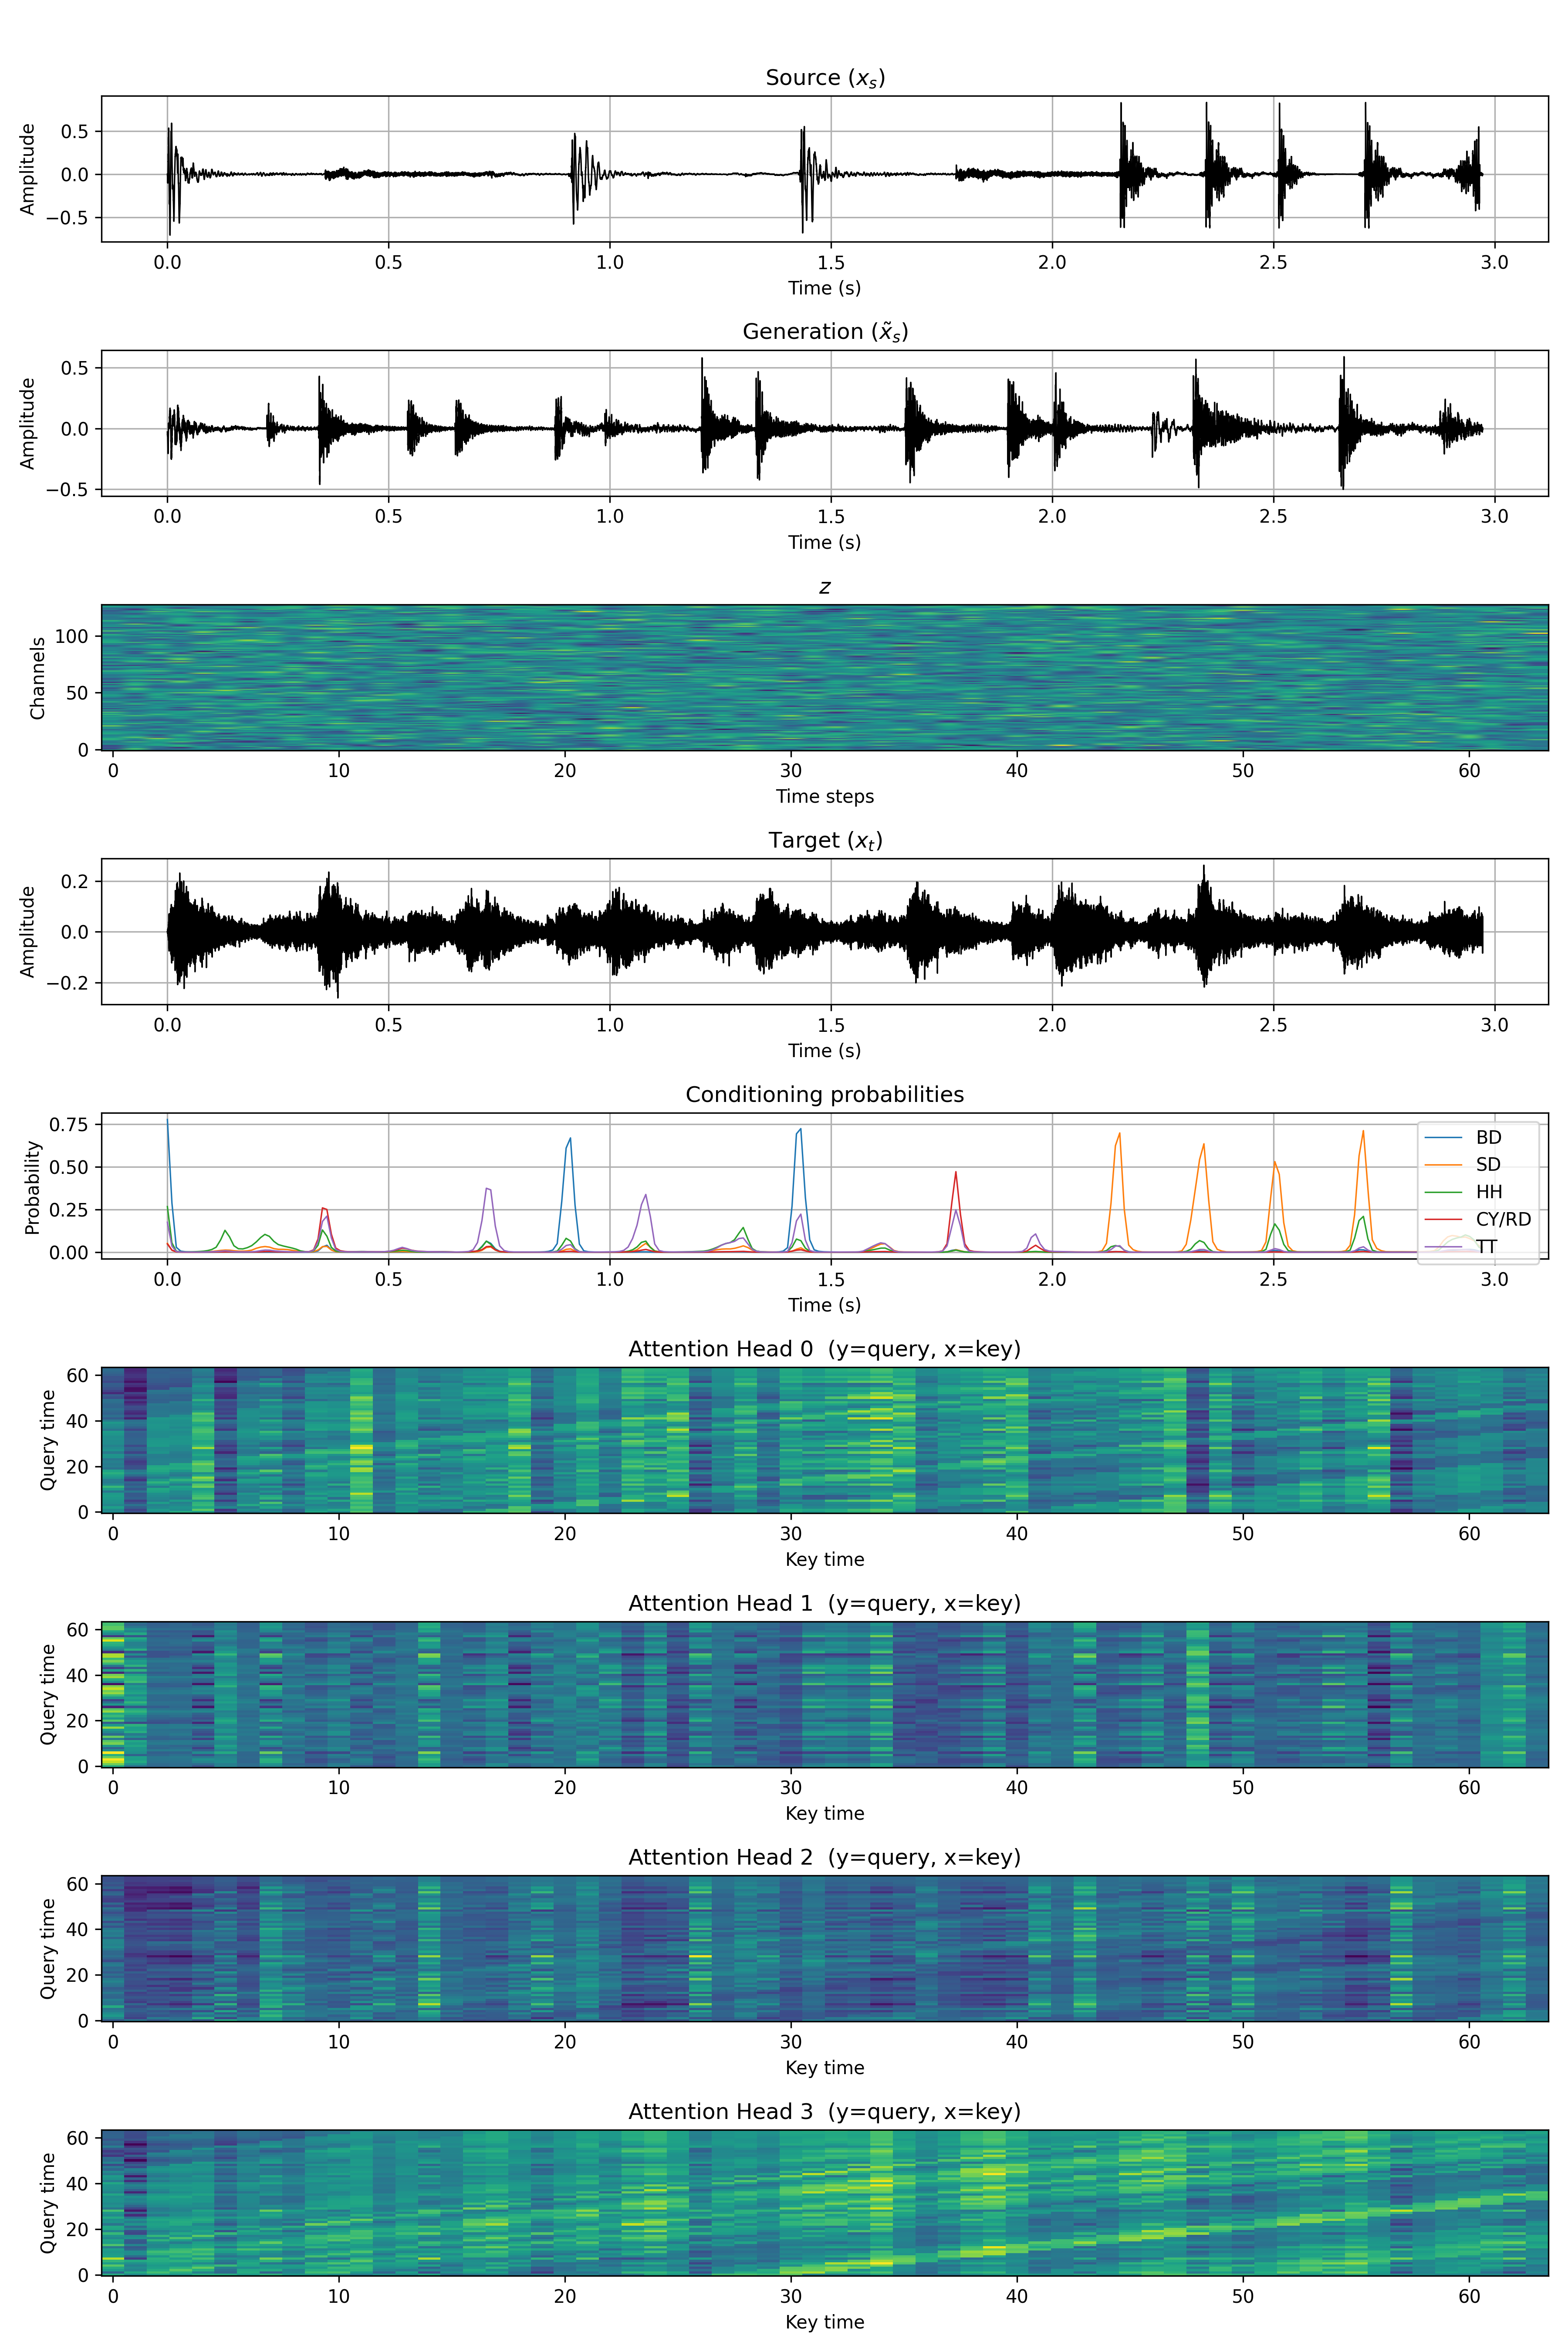 Source (xₛ)
Amplitude
0.5
0.0
−0.5
0.0 0.5 1.0 1.5 2.0 2.5 3.0
Time (s)
Generation (x̃ₛ)
Amplitude
0.5
0.0
−0.5
0.0 0.5 1.0 1.5 2.0 2.5 3.0
Time (s)
z
Channels
100
50
0
0 10 20 30 40 50 60
Time steps
Target (xₜ)
Amplitude
0.2
0.0
−0.2
0.0 0.5 1.0 1.5 2.0 2.5 3.0
Time (s)
Conditioning probabilities
Probability
0.75
0.50
0.25
0.00
BD
SD
HH
CY/RD
TT
0.0 0.5 1.0 1.5 2.0 2.5 3.0
Time (s)
Attention Head 0 (y=query, x=key)
Query time
60
40
20
0
0 10 20 30 40 50 60
Key time
Attention Head 1 (y=query, x=key)
Query time
60
40
20
0
0 10 20 30 40 50 60
Key time
Attention Head 2 (y=query, x=key)
Query time
60
40
20
0
0 10 20 30 40 50 60
Key time
Attention Head 3 (y=query, x=key)
Query time
60
40
20
0
0 10 20 30 40 50 60
Key time